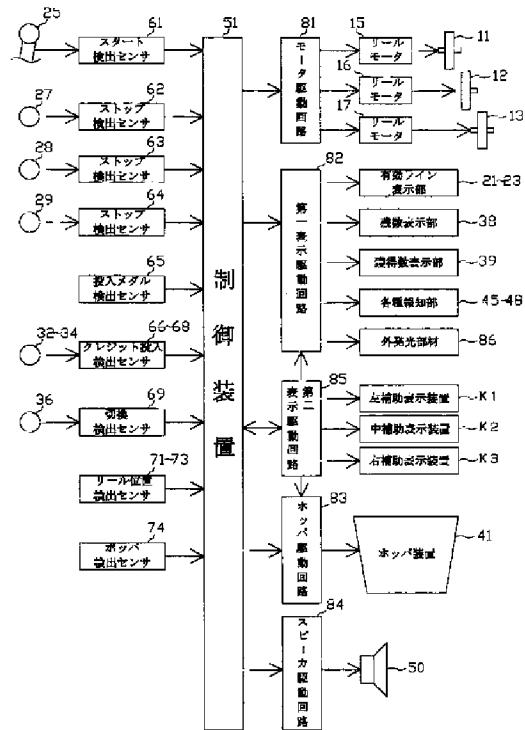 25
61
スタート
検出センサ
27
62
ストップ
検出センサ
28
63
ストップ
検出センサ
29
64
ストップ
検出センサ
65
投入メダル
検出センサ
32-34
66-68
クレジット投入
検出センサ
36
69
切換
検出センサ
71-73
リール位置
検出センサ
74
ホッパ
検出センサ
51
制御装置
81
モータ駆動回路
15
リール
モータ
11
16
リール
モータ
12
17
リール
モータ
13
82
第一表示駆動回路
有効ライン
表示部
21-23
残数表示部
38
獲得数表示部
39
各種報知部
45-48
外発光部材
86
85
第二
表示駆動回路
左補助表示装置
K1
中補助表示装置
K2
右補助表示装置
K3
83
ホッパ駆動回路
ホッパ装置
41
84
スピーカ駆動回路
50